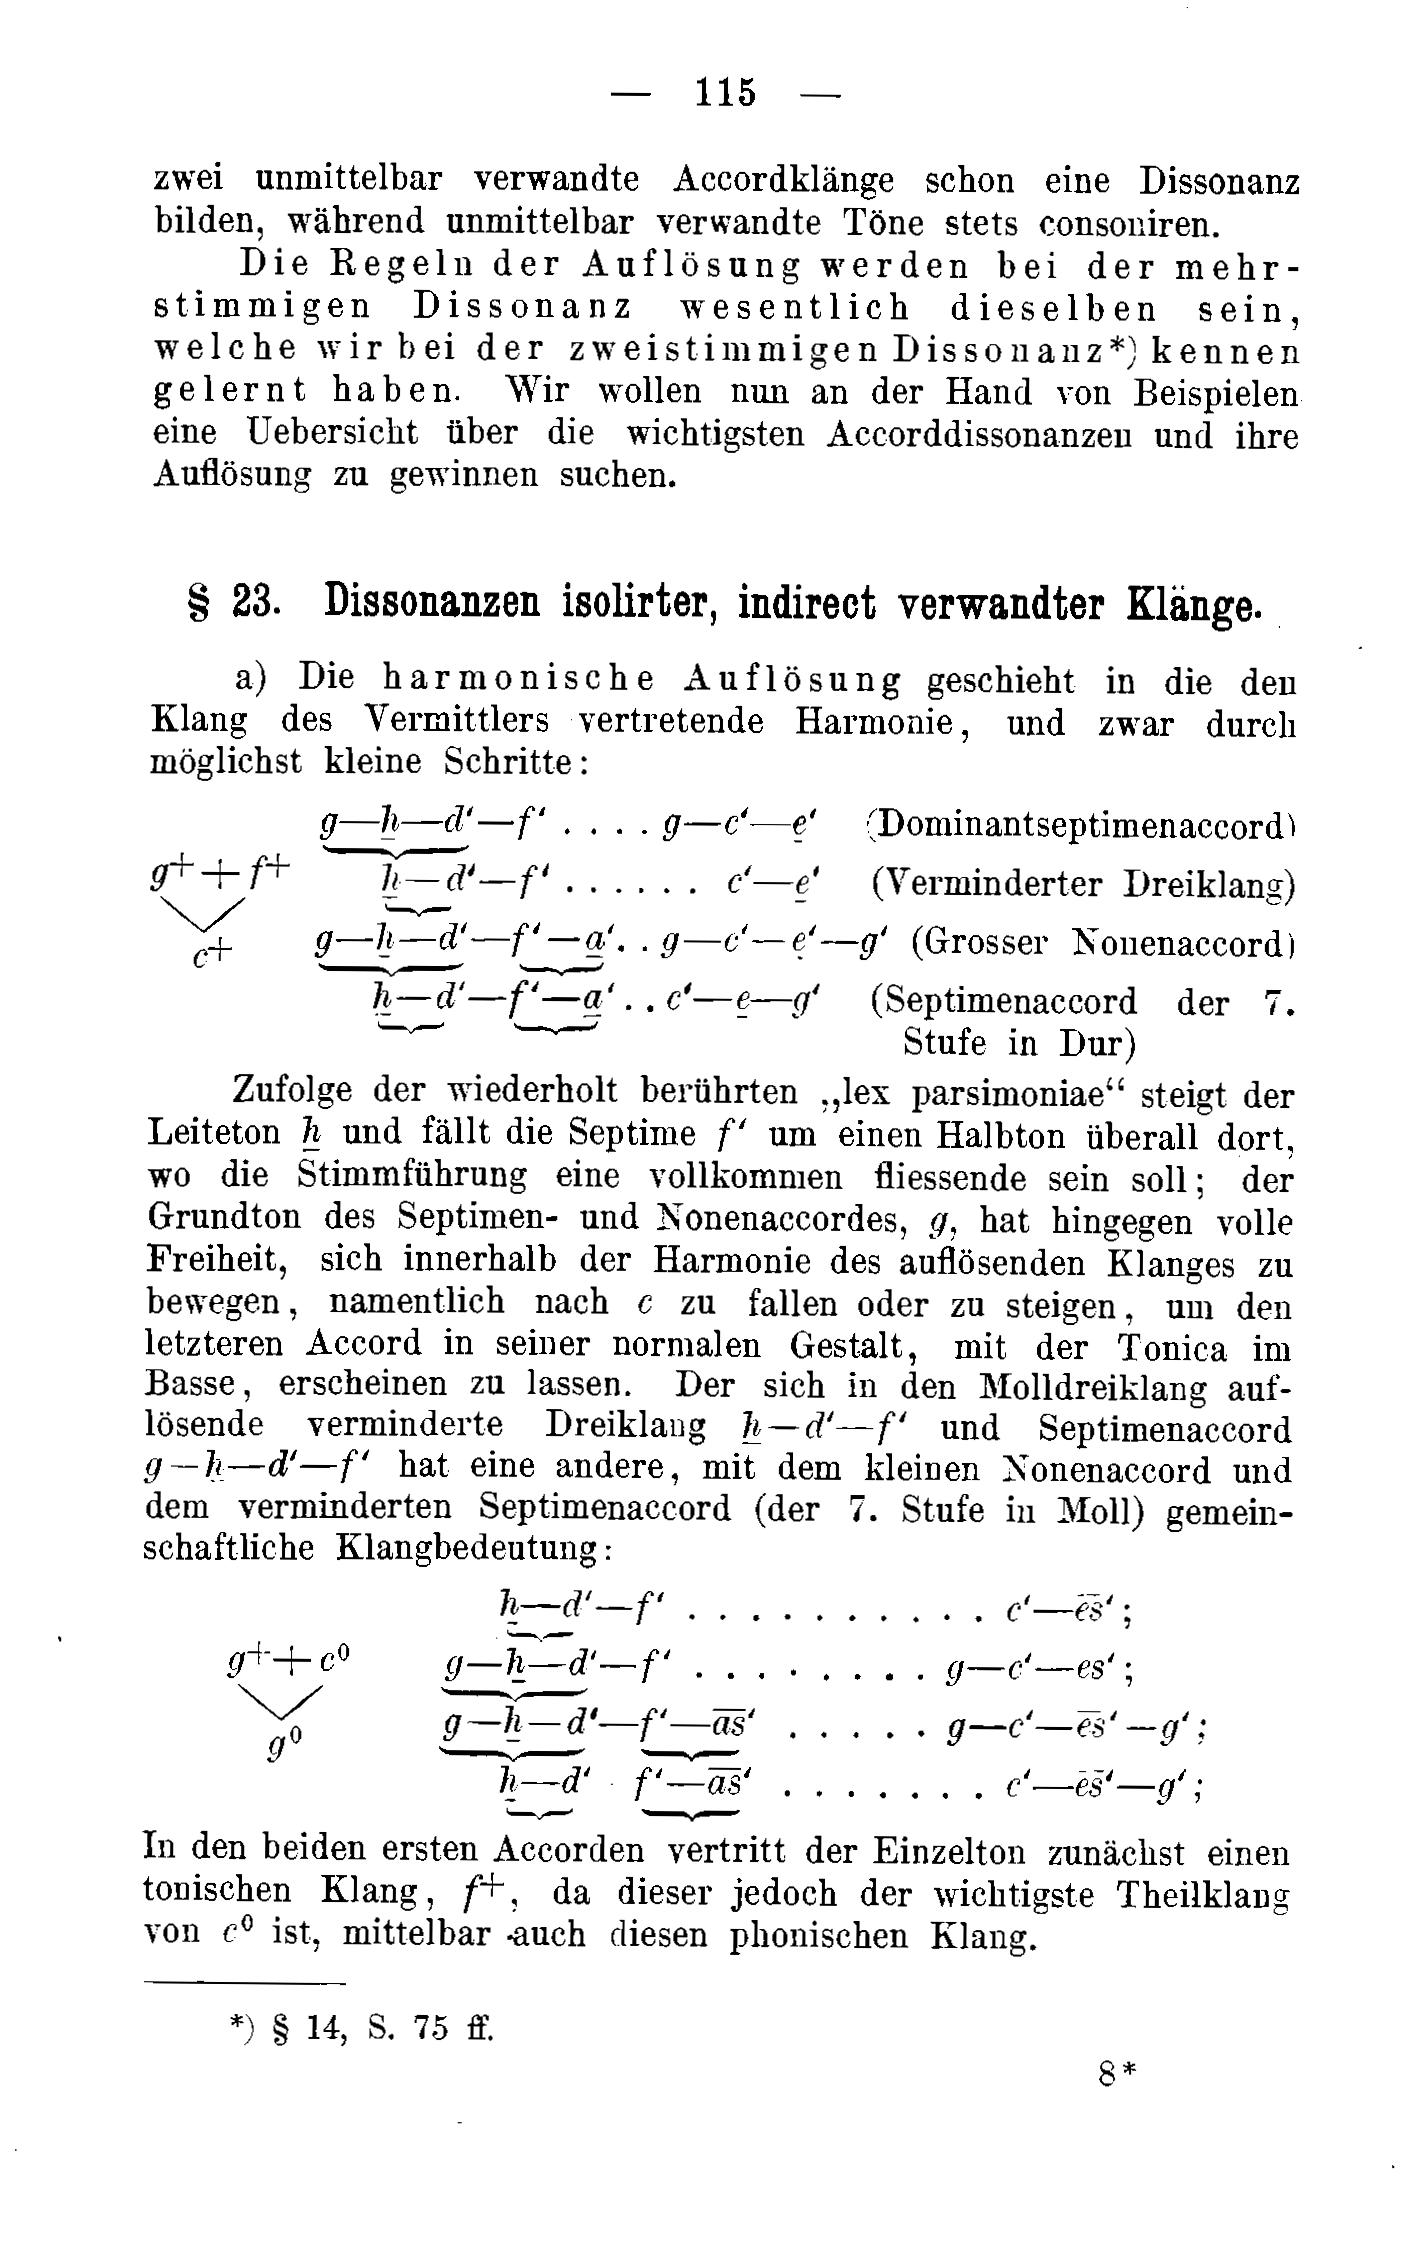 — 115 —
zwei unmittelbar verwandte Accordklänge schon eine Dissonanz
bilden, während unmittelbar verwandte Töne stets consoniren.
Die Regeln der Auflösung werden bei der mehr-
stimmigen Dissonanz wesentlich dieselben sein,
welche wir bei der zweistimmigen Dissonanz*) kennen
gelernt haben. Wir wollen nun an der Hand von Beispielen
eine Uebersicht über die wichtigsten Accorddissonanzen und ihre
Auflösung zu gewinnen suchen.
§ 23. Dissonanzen isolirter, indirect verwandter Klänge.
a) Die harmonische Auflösung geschieht in die den
Klang des Vermittlers vertretende Harmonie, und zwar durch
möglichst kleine Schritte:
g—h̲—d′—f′ . . . . g—c′—e̲′ (Dominantseptimenaccord)
g⁺ + f⁺ h̲—d′—f′ . . . . . . c′—e̲′ (Verminderter Dreiklang)
c⁺ g—h̲—d′—f′—a̲′. . g—c′—e̲′—g′ (Grosser Nonenaccord)
h̲—d′—f′—a̲′ . . c′—e̲—g′ (Septimenaccord der 7.
Stufe in Dur)
Zufolge der wiederholt berührten „lex parsimoniae“ steigt der
Leiteton h̲ und fällt die Septime f′ um einen Halbton überall dort,
wo die Stimmführung eine vollkommen fliessende sein soll; der
Grundton des Septimen- und Nonenaccordes, g, hat hingegen volle
Freiheit, sich innerhalb der Harmonie des auflösenden Klanges zu
bewegen, namentlich nach c zu fallen oder zu steigen, um den
letzteren Accord in seiner normalen Gestalt, mit der Tonica im
Basse, erscheinen zu lassen. Der sich in den Molldreiklang auf-
lösende verminderte Dreiklang h̲—d′—f′ und Septimenaccord
g—h̲—d′—f′ hat eine andere, mit dem kleinen Nonenaccord und
dem verminderten Septimenaccord (der 7. Stufe in Moll) gemein-
schaftliche Klangbedeutung:
h̲—d′—f′ . . . . . . . . . . c′—e̅s̅′;
g⁺ + c⁰ g—h̲—d′—f′ . . . . . . . . g—c′—es′;
g⁰ g—h̲—d′—f′—a̅s̅′ . . . . . g—c′—e̅s̅′—g′;
h̲—d′ f′—a̅s̅′ . . . . . . . c′—e̅s̅′—g′;
In den beiden ersten Accorden vertritt der Einzelton zunächst einen
tonischen Klang, f⁺, da dieser jedoch der wichtigste Theilklang
von c⁰ ist, mittelbar auch diesen phonischen Klang.
*) § 14, S. 75 ff.
8*